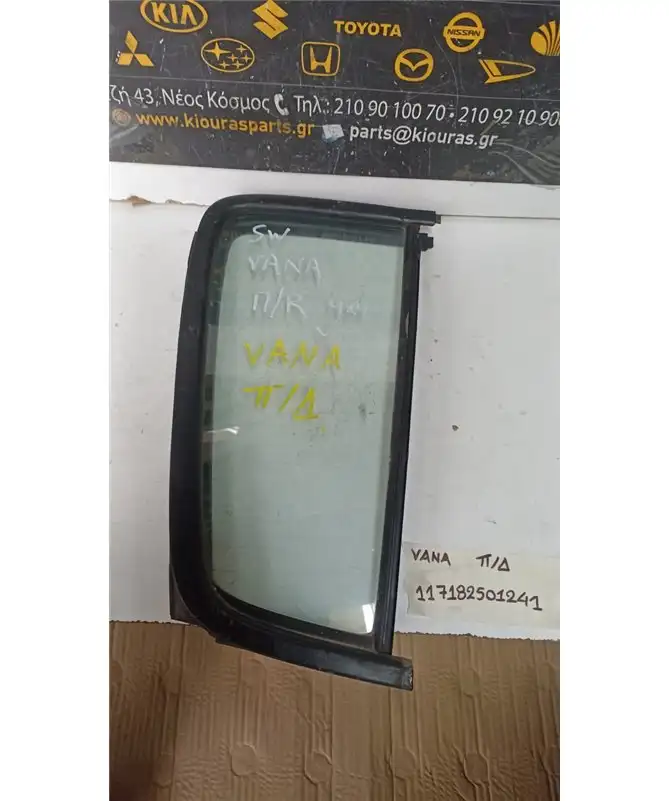 KIA
TOYOTA
NISSAN
ζή 43, Νέος Κόσμος Τηλ.: 210 90 100 70 • 210 92 10 900
www.kiourasparts.gr parts@kiouras.gr
SW
VANA
Π/Κ
VANA
Π/Δ
VANA Π/Δ
117182501241